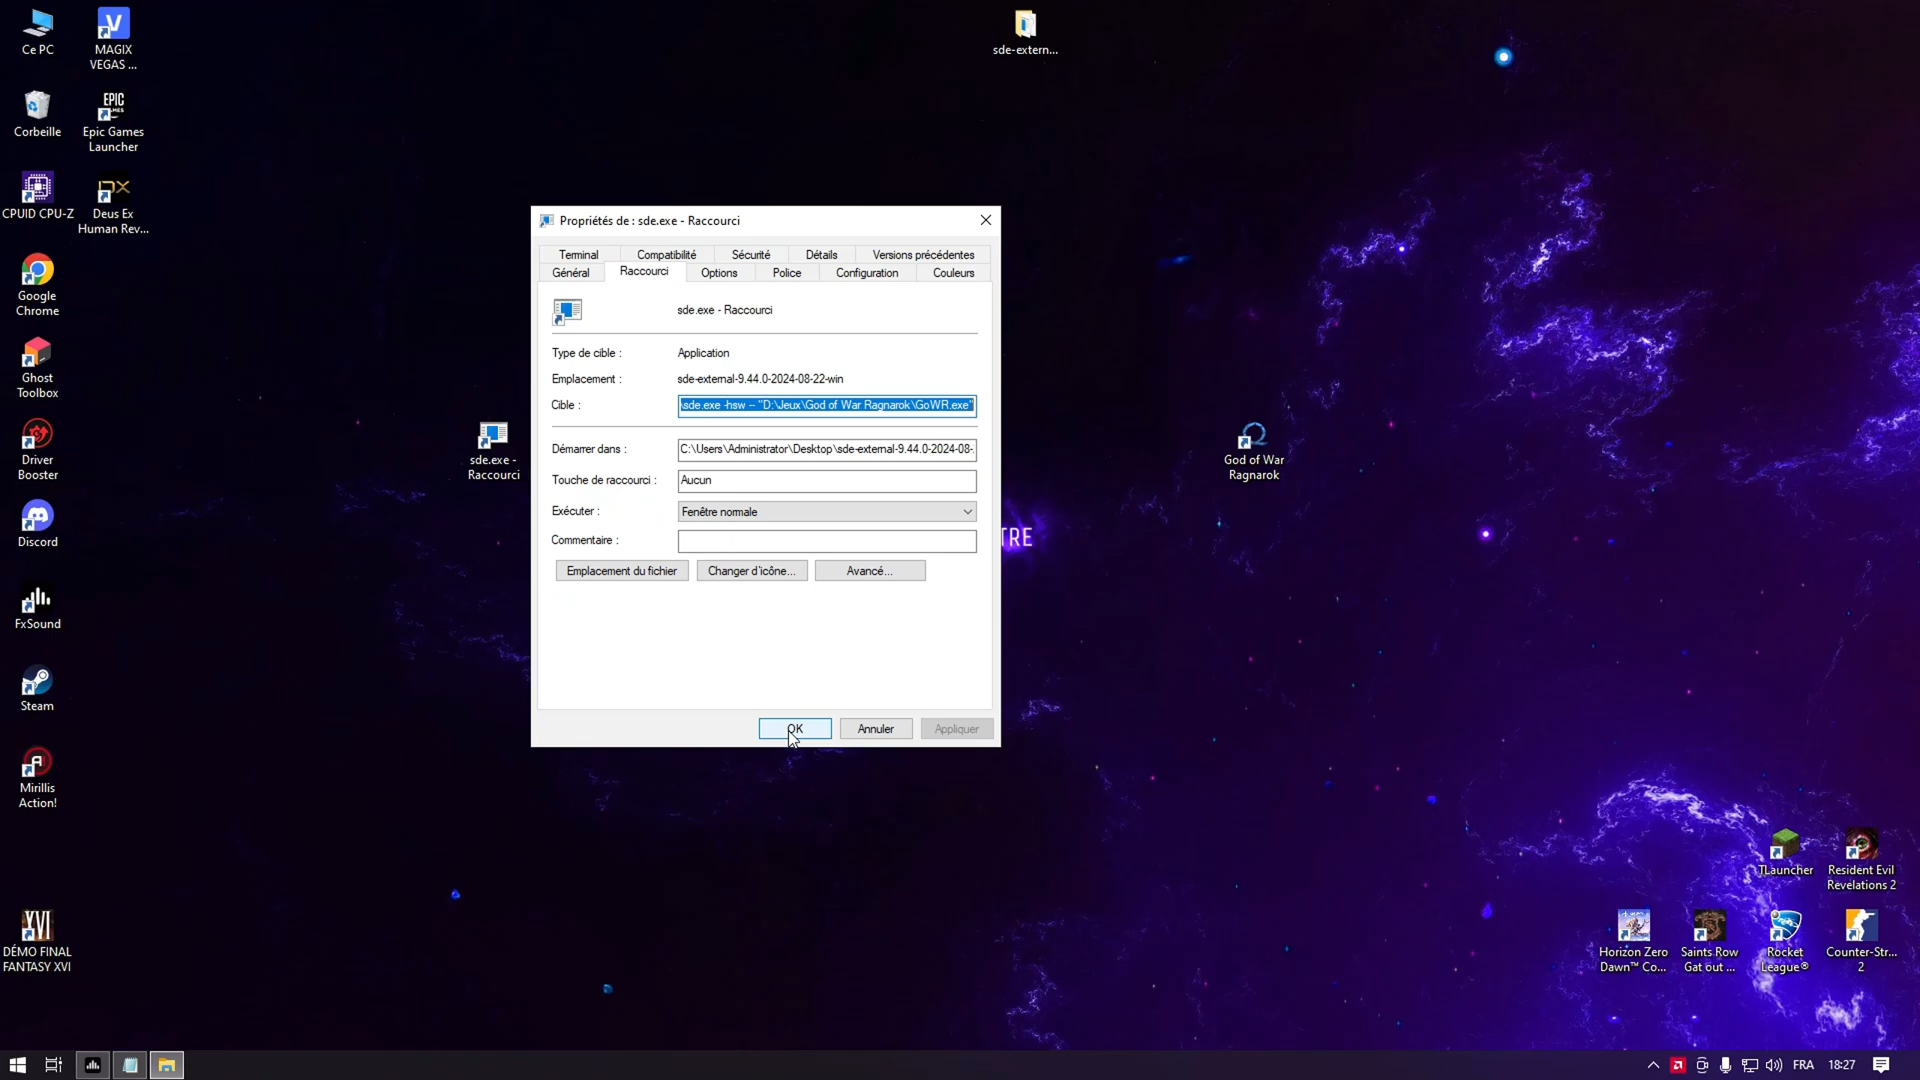 Ce PC
MAGIX
VEGAS ...
sde-extern...
Corbeille
EPIC
GAMES
Epic Games
Launcher
CPUID CPU-Z
Deus Ex
Human Rev...
Google
Chrome
Ghost
Toolbox
Driver
Booster
Discord
FxSound
Steam
Mirillis
Action!
XVI
DÉMO FINAL
FANTASY XVI
sde.exe -
Raccourci
Propriétés de : sde.exe - Raccourci
Terminal
Compatibilité
Sécurité
Détails
Versions précédentes
Général
Raccourci
Options
Police
Configuration
Couleurs
sde.exe - Raccourci
Type de cible :
Application
Emplacement :
sde-external-9.44.0-2024-08-22-win
Cible :
\sde.exe -hsw -- "D:\Jeux\God of War Ragnarok\GoWR.exe"
Démarrer dans :
C:\Users\Administrator\Desktop\sde-external-9.44.0-2024-08-
Touche de raccourci :
Aucun
Exécuter :
Fenêtre normale
Commentaire :
Emplacement du fichier
Changer d'icône...
Avancé...
OK
Annuler
Appliquer
TRE
God of War
Ragnarok
TLauncher
Resident Evil
Revelations 2
Horizon Zero
Dawn™ Co...
Saints Row
Gat out ...
Rocket
League®
Counter-Str...
2
FRA
18:27